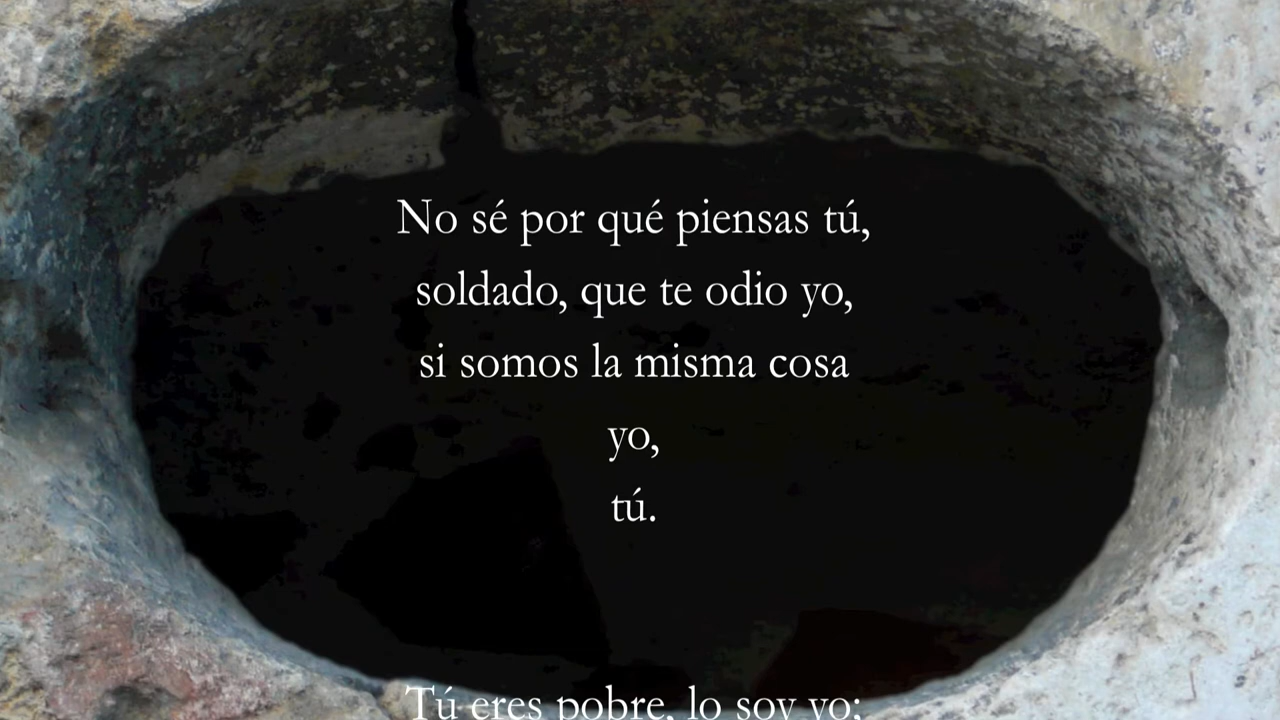 No sé por qué piensas tú,
soldado, que te odio yo,
si somos la misma cosa
yo,
tú.
Tú eres pobre, lo soy yo;